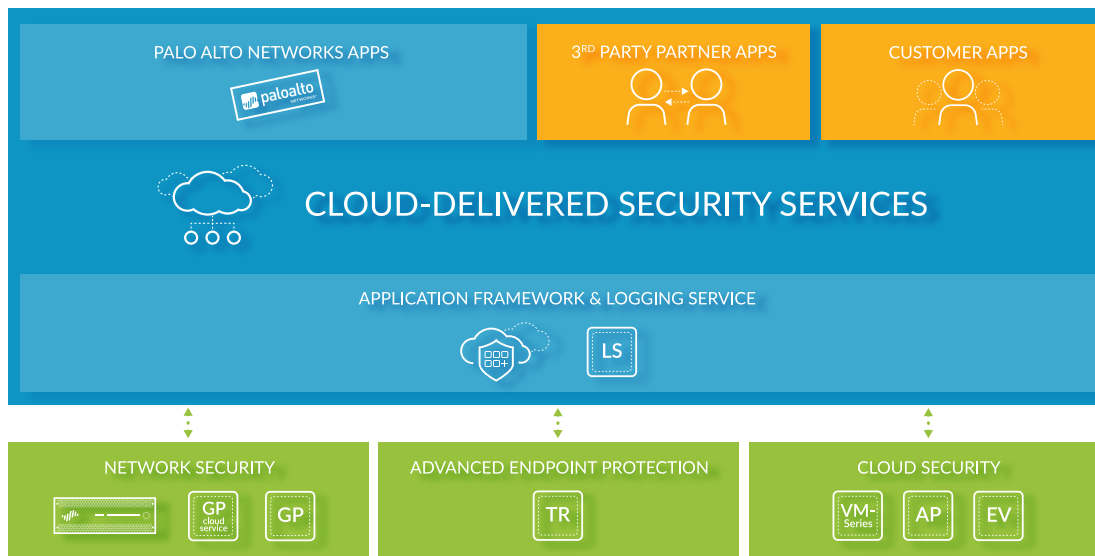 PALO ALTO NETWORKS APPS
3RD PARTY PARTNER APPS
CUSTOMER APPS
paloalto
NETWORKS
CLOUD-DELIVERED SECURITY SERVICES
APPLICATION FRAMEWORK & LOGGING SERVICE
LS
NETWORK SECURITY
ADVANCED ENDPOINT PROTECTION
CLOUD SECURITY
GP
cloud
service
GP
TR
VM-
Series
AP
EV